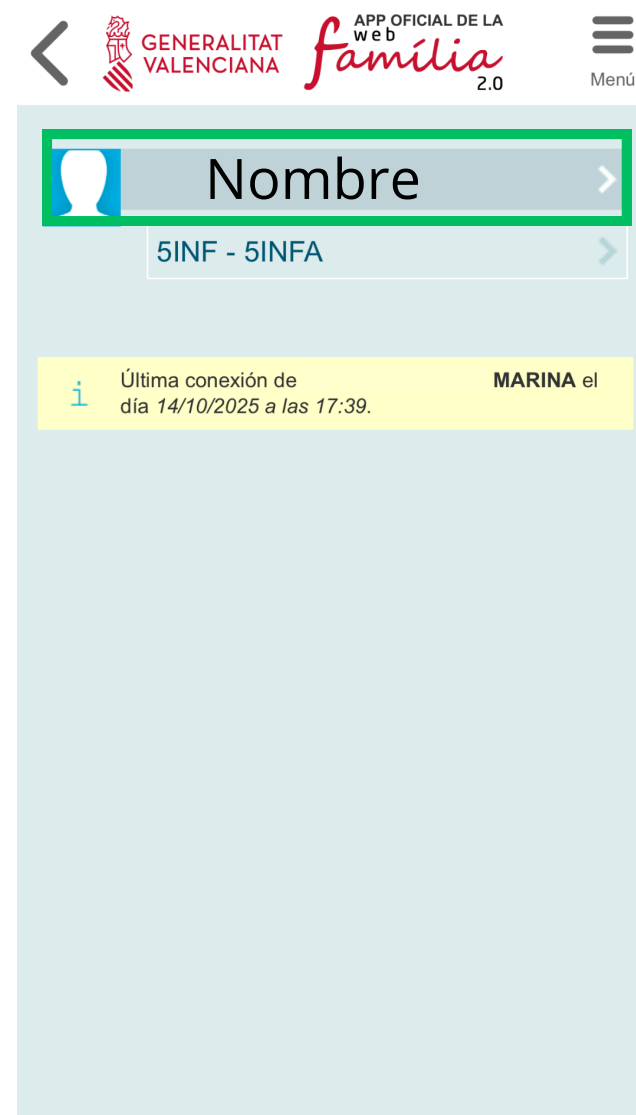 GENERALITAT
VALENCIANA
APP OFICIAL DE LA
web
família
2.0
Menú
Nombre
5INF - 5INFA
i
Última conexión de MARINA el
día 14/10/2025 a las 17:39.